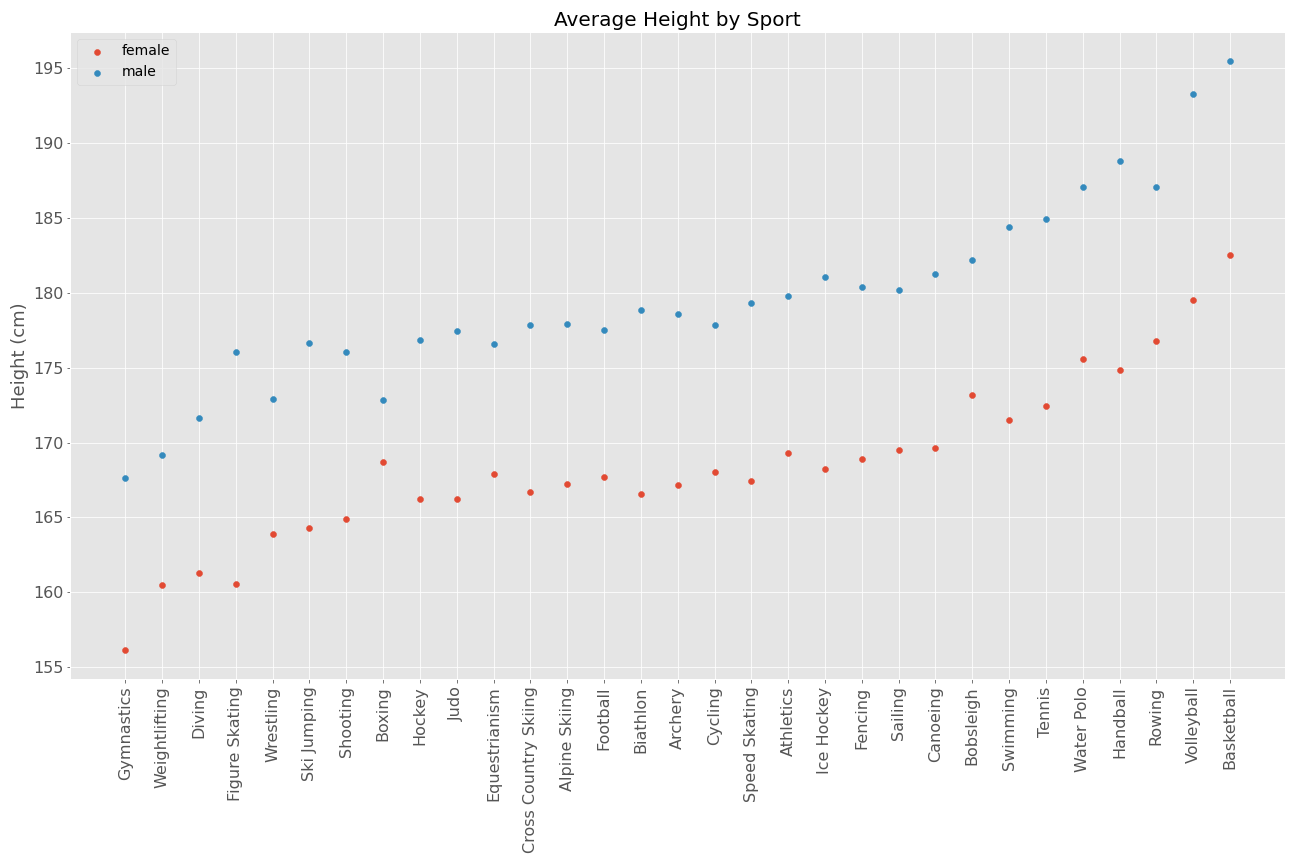 Average Height by Sport
female
male
195
190
185
180
175
170
165
160
155
Height (cm)
Gymnastics
Weightlifting
Diving
Figure Skating
Wrestling
Ski Jumping
Shooting
Boxing
Hockey
Judo
Equestrianism
Cross Country Skiing
Alpine Skiing
Football
Biathlon
Archery
Cycling
Speed Skating
Athletics
Ice Hockey
Fencing
Sailing
Canoeing
Bobsleigh
Swimming
Tennis
Water Polo
Handball
Rowing
Volleyball
Basketball